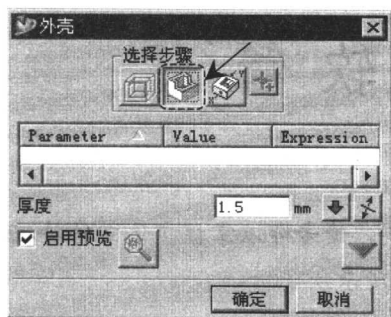 外壳
选择步骤
Parameter Value Expression
厚度 1.5 mm
启用预览
确定 取消